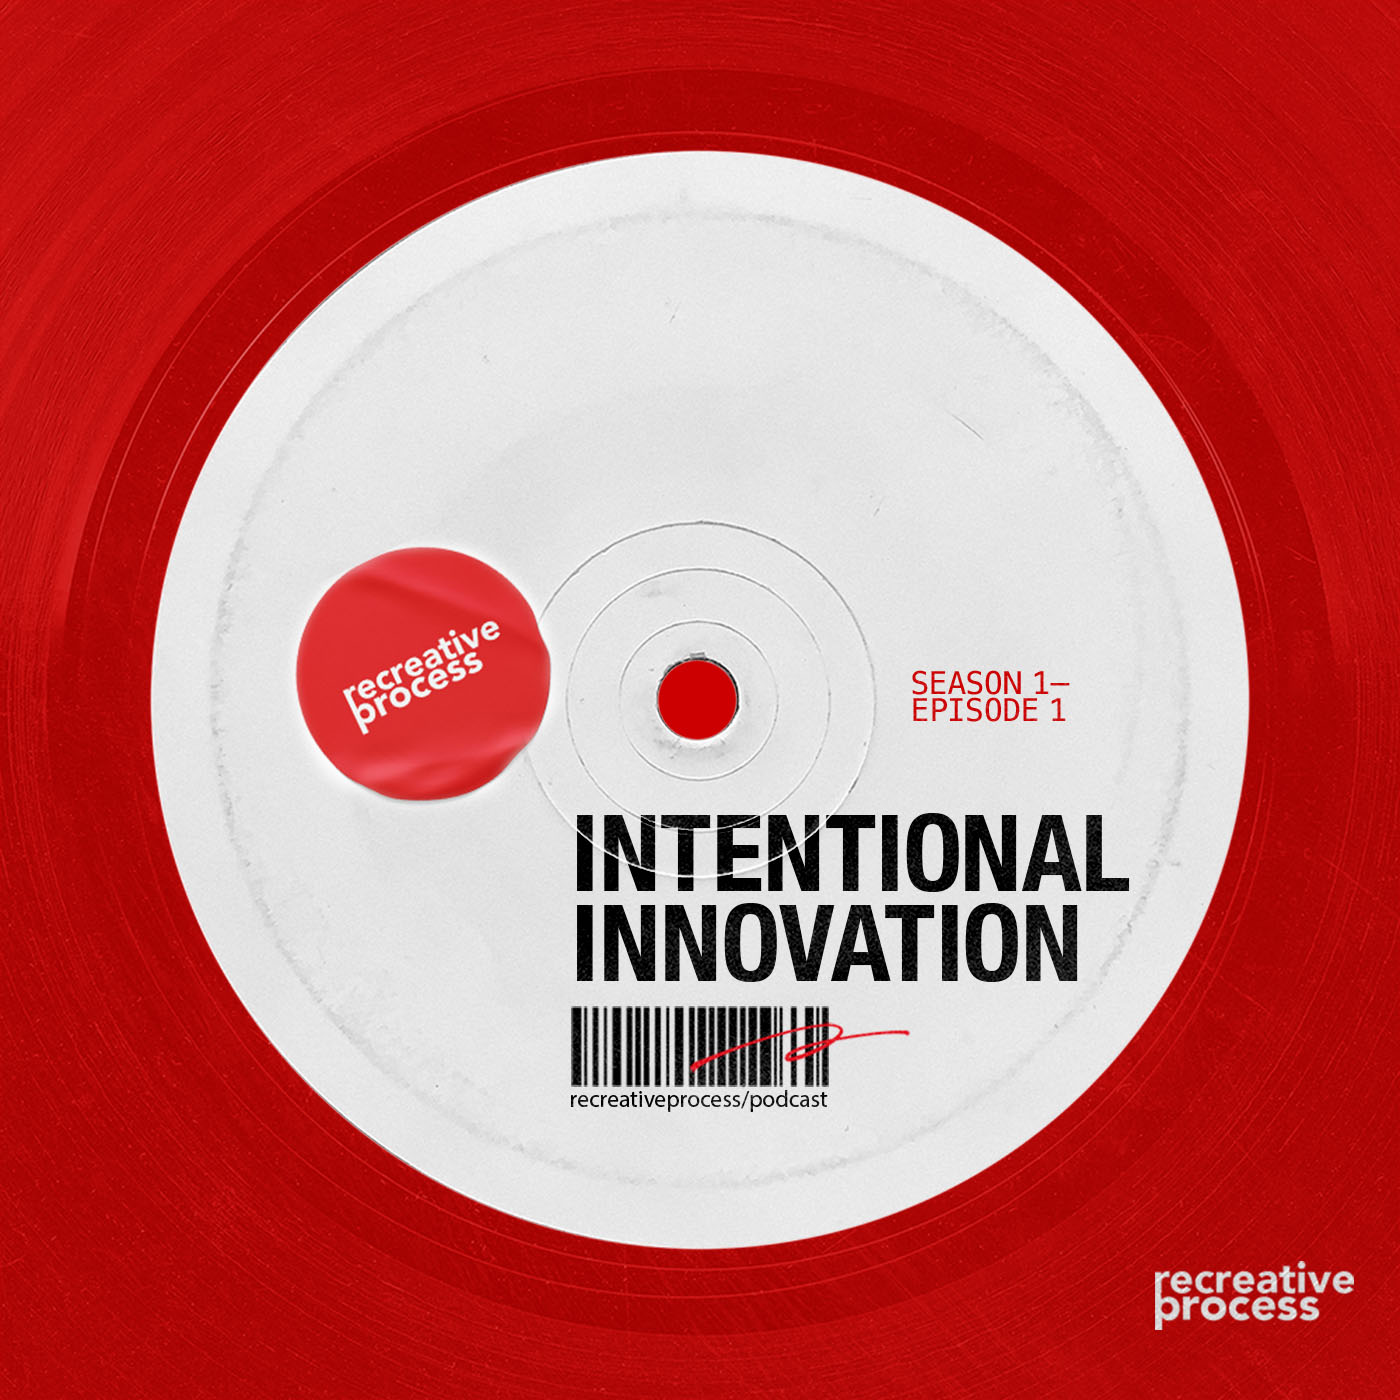 recreative
process
SEASON 1–
EPISODE 1
INTENTIONAL
INNOVATION
recreativeprocess/podcast
recreative
process